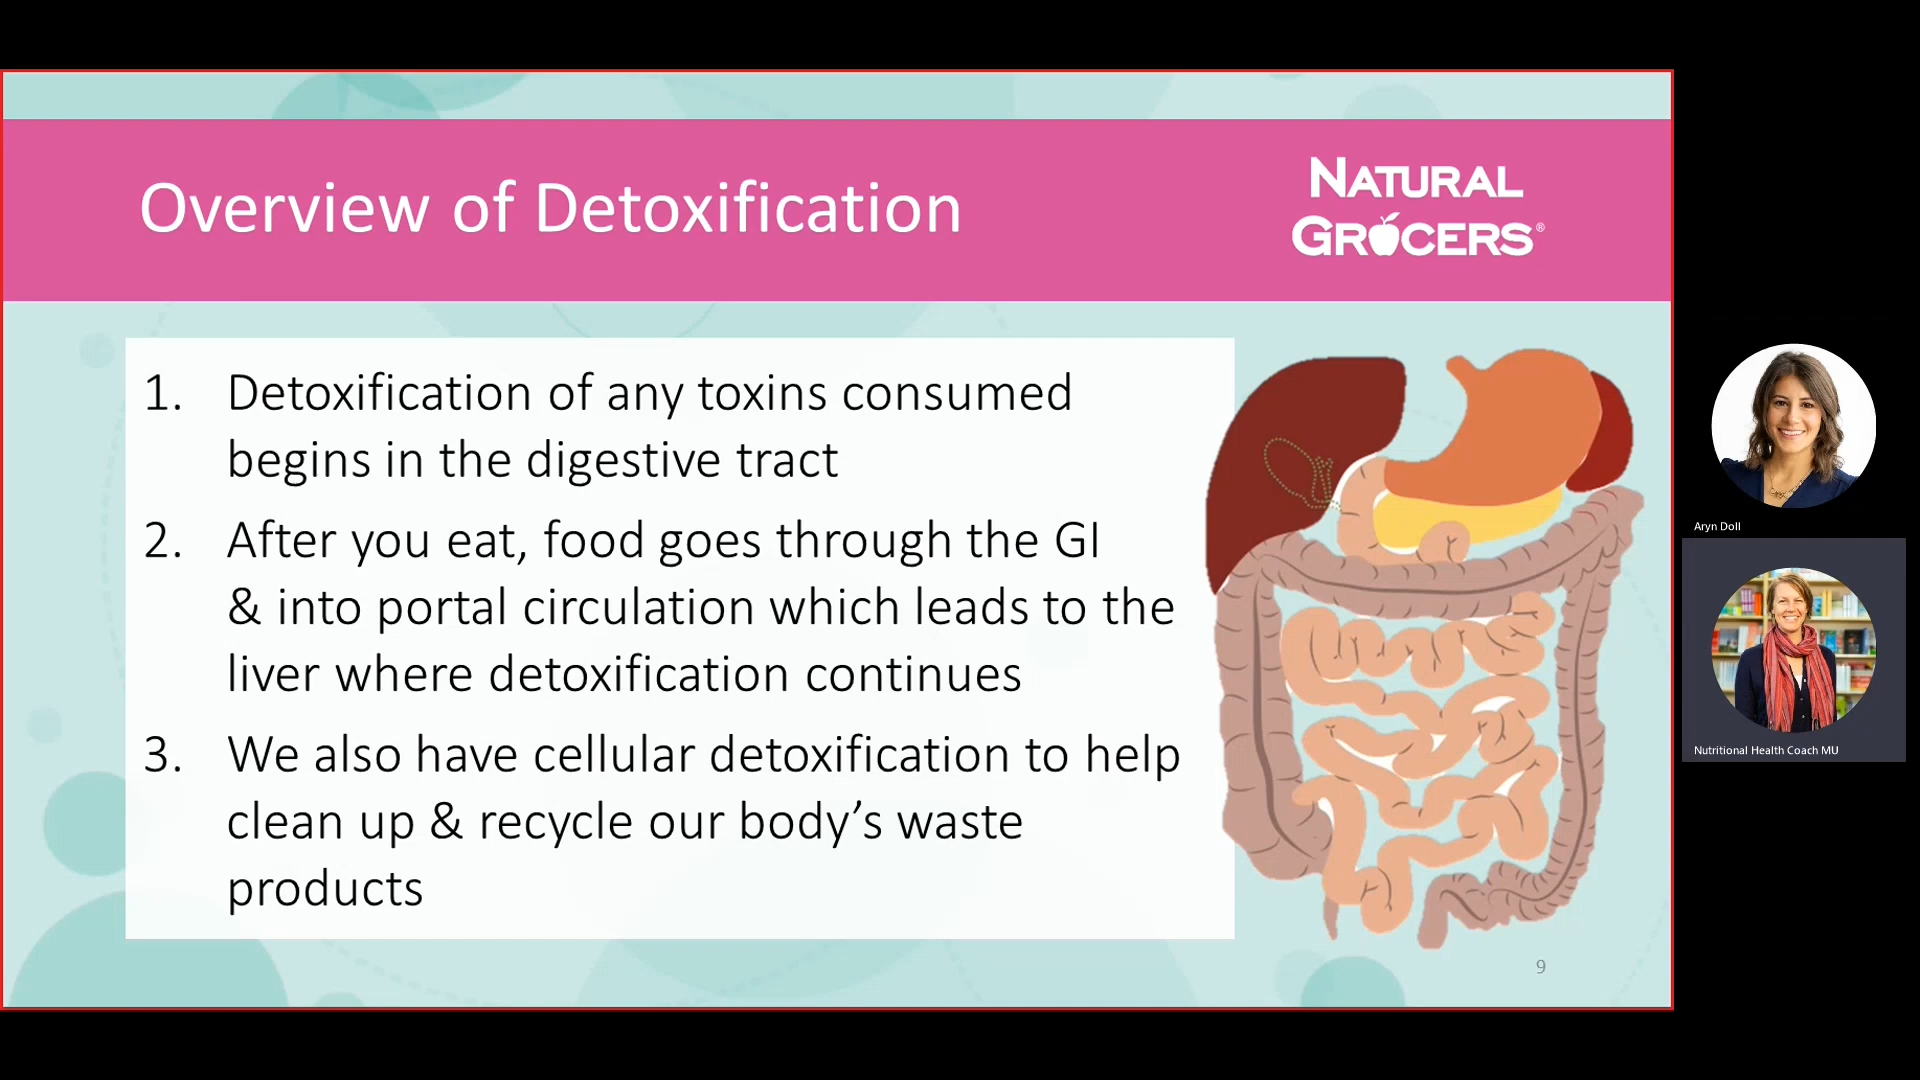 Overview of Detoxification
NATURAL
GROCERS®
1. Detoxification of any toxins consumed
begins in the digestive tract
2. After you eat, food goes through the GI
& into portal circulation which leads to the
liver where detoxification continues
3. We also have cellular detoxification to help
clean up & recycle our body’s waste
products
9
Aryn Doll
Nutritional Health Coach MU